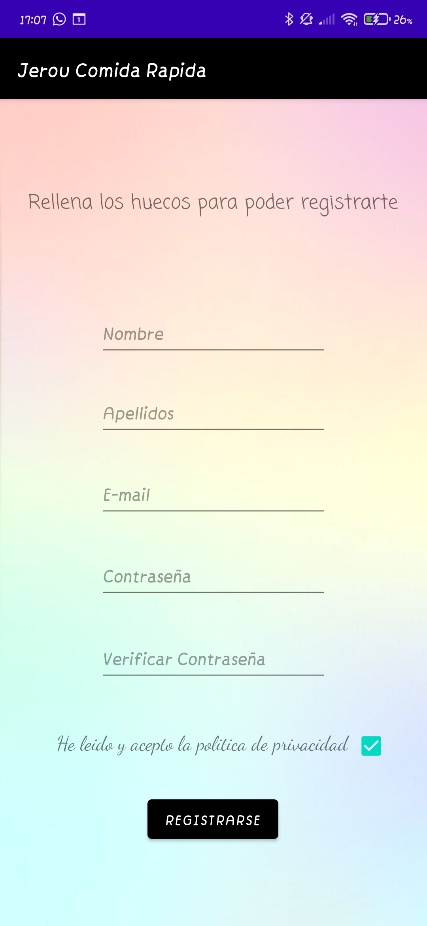 17:07
26%
Jerou Comida Rapida
Rellena los huecos para poder registrarte
Nombre
Apellidos
E-mail
Contraseña
Verificar Contraseña
He leido y acepto la politica de privacidad
REGISTRARSE